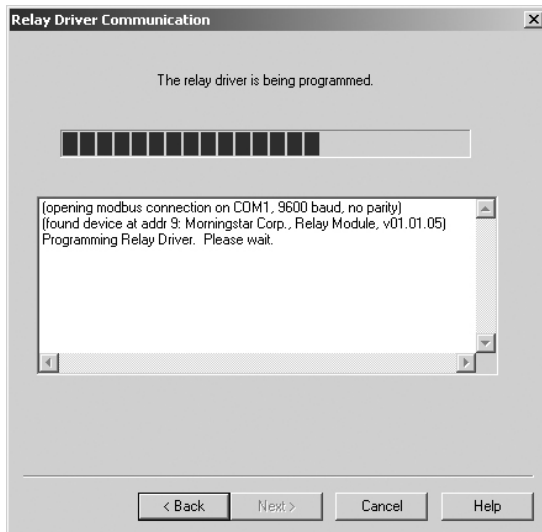 Relay Driver Communication
The relay driver is being programmed.
(opening modbus connection on COM1, 9600 baud, no parity)
(found device at addr 9: Morningstar Corp., Relay Module, v01.01.05)
Programming Relay Driver.  Please wait.
< Back
Next >
Cancel
Help